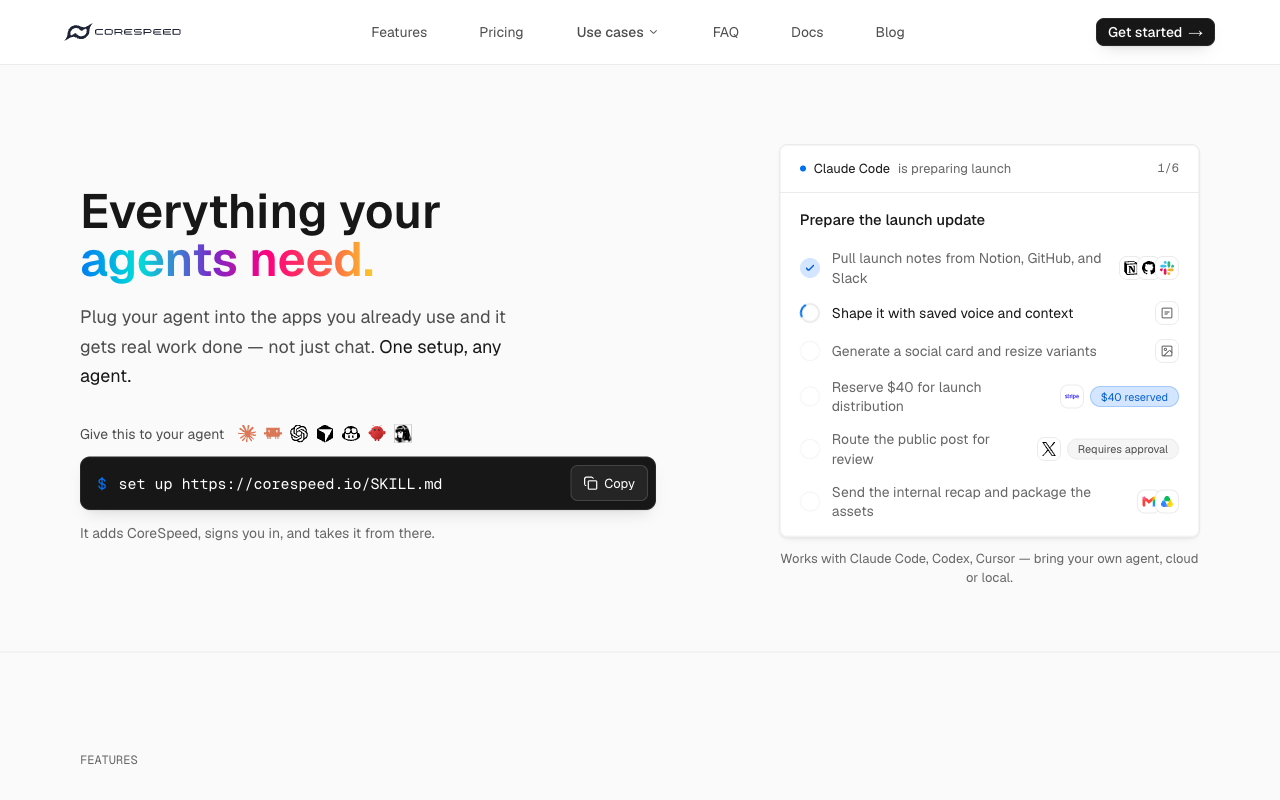 CORESPEED
Features
Pricing
Use cases
FAQ
Docs
Blog
Get started →
Everything your
agents need.
Plug your agent into the apps you already use and it
gets real work done — not just chat. One setup, any
agent.
Give this to your agent
$ set up https://corespeed.io/SKILL.md
Copy
It adds CoreSpeed, signs you in, and takes it from there.
Claude Code is preparing launch
1/6
Prepare the launch update
Pull launch notes from Notion, GitHub, and
Slack
Shape it with saved voice and context
Generate a social card and resize variants
Reserve $40 for launch
distribution
stripe
$40 reserved
Route the public post for
review
Requires approval
Send the internal recap and package the
assets
Works with Claude Code, Codex, Cursor — bring your own agent, cloud
or local.
FEATURES